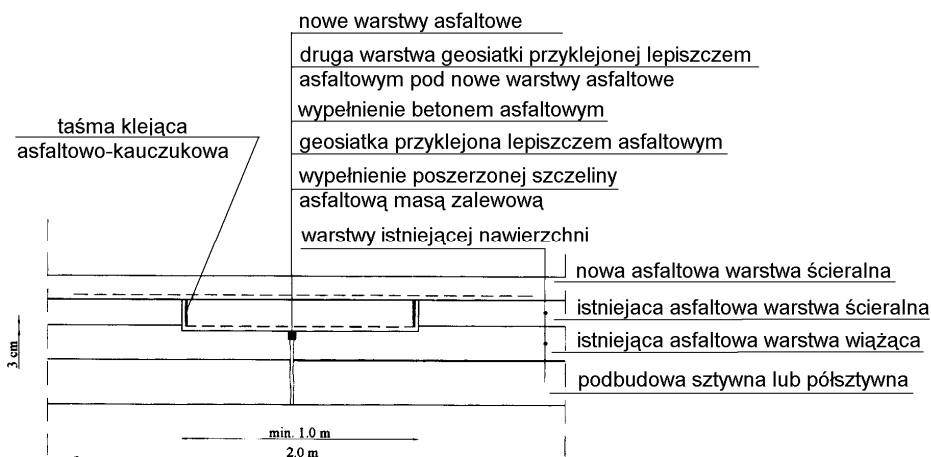 nowe warstwy asfaltowe
druga warstwa geosiatki przyklejonej lepiszczem
asfaltowym pod nowe warstwy asfaltowe
wypełnienie betonem asfaltowym
taśma klejąca
asfaltowo-kauczukowa
geosiatka przyklejona lepiszczem asfaltowym
wypełnienie poszerzonej szczeliny
asfaltową masą zalewową
warstwy istniejącej nawierzchni
nowa asfaltowa warstwa ścieralna
istniejaca asfaltowa warstwa ścieralna
istniejąca asfaltowa warstwa wiążąca
3 cm
podbudowa sztywna lub półsztywna
min. 1.0 m
2.0 m